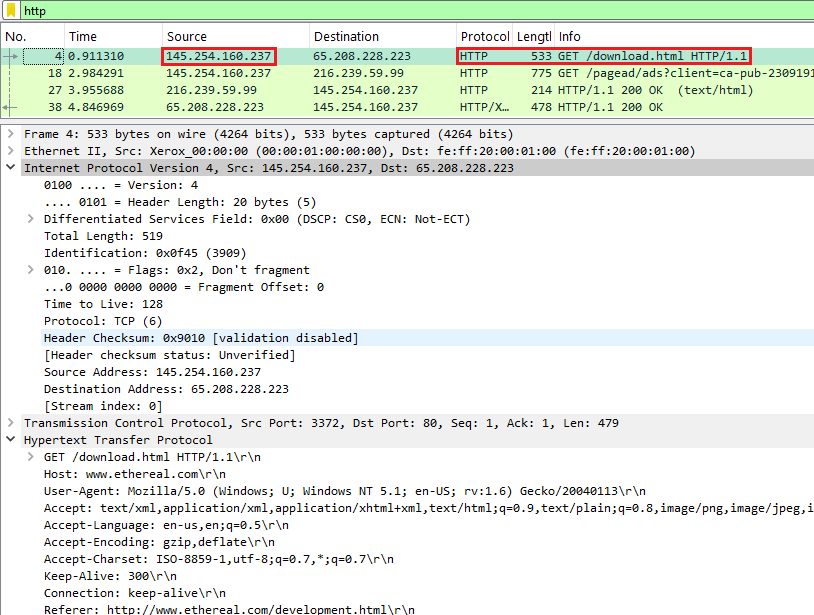 http
No. Time Source Destination Protocol Lengtl Info
4 0.911310 145.254.160.237 65.208.228.223 HTTP 533 GET /download.html HTTP/1.1
18 2.984291 145.254.160.237 216.239.59.99 HTTP 775 GET /pagead/ads?client=ca-pub-2309191
27 3.955688 216.239.59.99 145.254.160.237 HTTP 214 HTTP/1.1 200 OK (text/html)
38 4.846969 65.208.228.223 145.254.160.237 HTTP/X… 478 HTTP/1.1 200 OK
Frame 4: 533 bytes on wire (4264 bits), 533 bytes captured (4264 bits)
Ethernet II, Src: Xerox_00:00:00 (00:00:01:00:00:00), Dst: fe:ff:20:00:01:00 (fe:ff:20:00:01:00)
Internet Protocol Version 4, Src: 145.254.160.237, Dst: 65.208.228.223
0100 .... = Version: 4
.... 0101 = Header Length: 20 bytes (5)
Differentiated Services Field: 0x00 (DSCP: CS0, ECN: Not-ECT)
Total Length: 519
Identification: 0x0f45 (3909)
010. .... = Flags: 0x2, Don't fragment
...0 0000 0000 0000 = Fragment Offset: 0
Time to Live: 128
Protocol: TCP (6)
Header Checksum: 0x9010 [validation disabled]
[Header checksum status: Unverified]
Source Address: 145.254.160.237
Destination Address: 65.208.228.223
[Stream index: 0]
Transmission Control Protocol, Src Port: 3372, Dst Port: 80, Seq: 1, Ack: 1, Len: 479
Hypertext Transfer Protocol
GET /download.html HTTP/1.1\r\n
Host: www.ethereal.com\r\n
User-Agent: Mozilla/5.0 (Windows; U; Windows NT 5.1; en-US; rv:1.6) Gecko/20040113\r\n
Accept: text/xml,application/xml,application/xhtml+xml,text/html;q=0.9,text/plain;q=0.8,image/png,image/jpeg,i
Accept-Language: en-us,en;q=0.5\r\n
Accept-Encoding: gzip,deflate\r\n
Accept-Charset: ISO-8859-1,utf-8;q=0.7,*;q=0.7\r\n
Keep-Alive: 300\r\n
Connection: keep-alive\r\n
Referer: http://www.ethereal.com/development.html\r\n